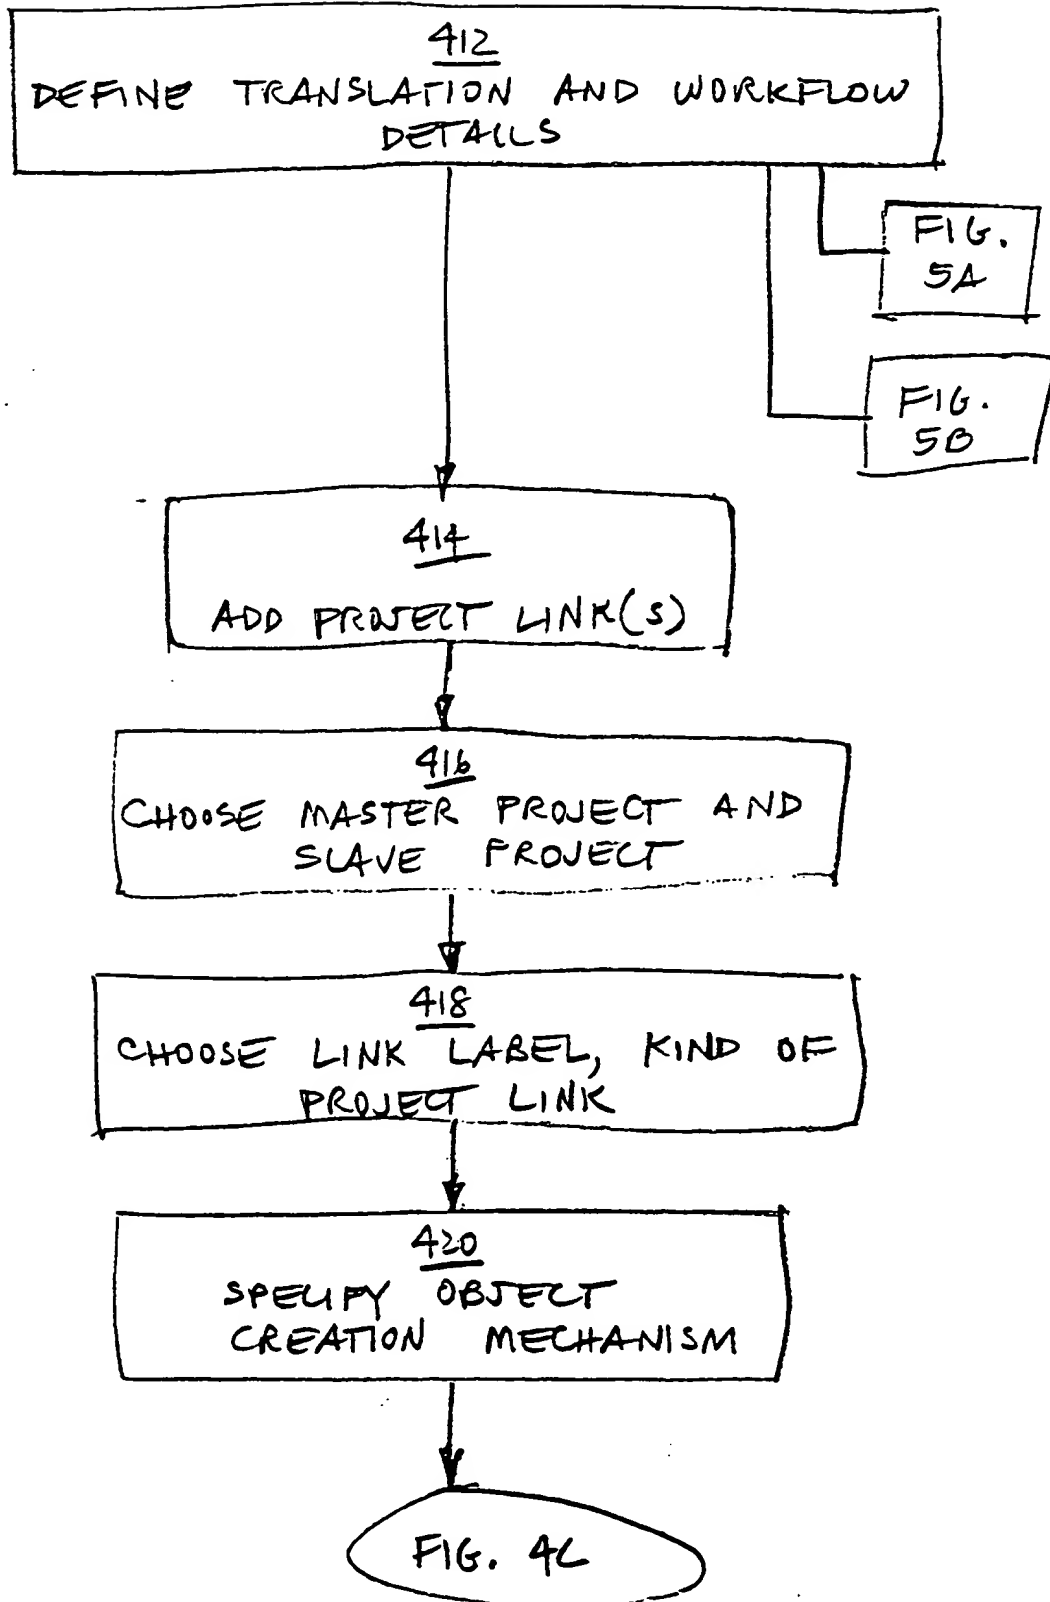 412
DEFINE TRANSLATION AND WORKFLOW
DETAILS
FIG.
5A
FIG.
5B
414
ADD PROJECT LINK(S)
416
CHOOSE MASTER PROJECT AND
SLAVE PROJECT
418
CHOOSE LINK LABEL, KIND OF
PROJECT LINK
420
SPECIFY OBJECT
CREATION MECHANISM
FIG. 4C